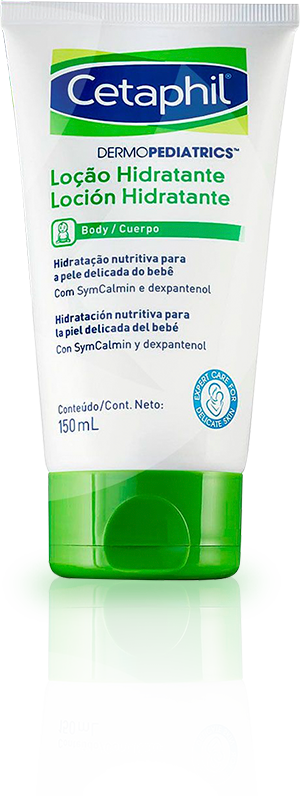 Cetaphil®
DERMOPEDIATRICS™
Loção Hidratante
Loción Hidratante
Body / Cuerpo
Hidratação nutritiva para
a pele delicada do bebê
Com SymCalmin e dexpantenol
Hidratación nutritiva para
la piel delicada del bebé
Con SymCalmin y dexpantenol
EXPERT CARE FOR
DELICATE SKIN
Conteúdo/Cont. Neto:
150 mL